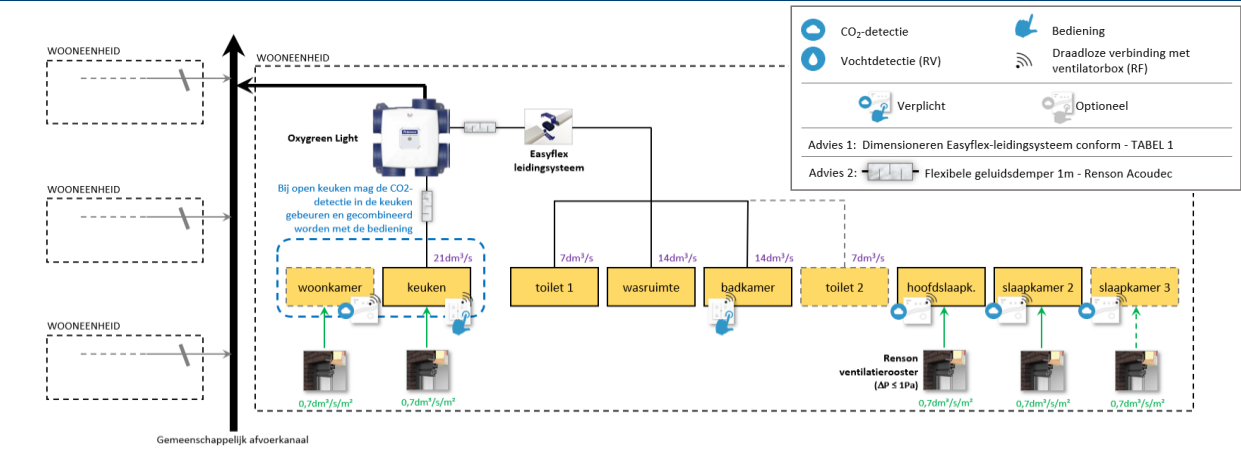 WOONEENHEID
WOONEENHEID
WOONEENHEID
WOONEENHEID
Gemeenschappelijk afvoerkanaal
Oxygreen Light
Easyflex
leidingsysteem
Bij open keuken mag de CO2-
detectie in de keuken
gebeuren en gecombineerd
worden met de bediening
21dm³/s
7dm³/s
14dm³/s
14dm³/s
7dm³/s
woonkamer
keuken
toilet 1
wasruimte
badkamer
toilet 2
hoofdslaapk.
slaapkamer 2
slaapkamer 3
Renson
ventilatierooster
(ΔP ≤ 1Pa)
0,7dm³/s/m²
0,7dm³/s/m²
0,7dm³/s/m²
0,7dm³/s/m²
0,7dm³/s/m²
CO₂-detectie
Bediening
Vochtdetectie (RV)
Draadloze verbinding met
ventilatorbox (RF)
Verplicht
Optioneel
Advies 1: Dimensioneren Easyflex-leidingsysteem conform - TABEL 1
Advies 2: Flexibele geluidsdemper 1m - Renson Acoudec